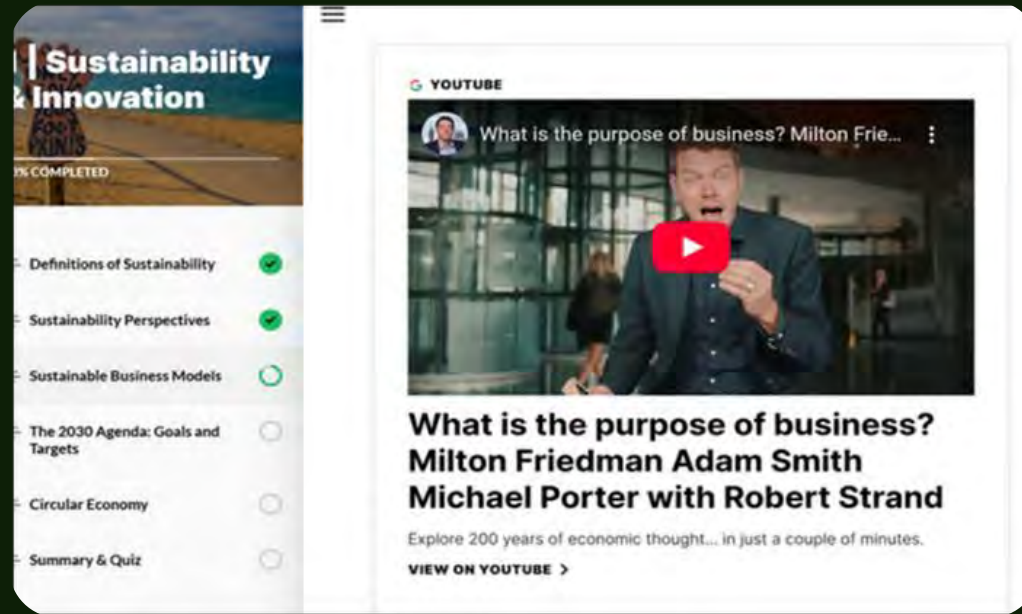 | Sustainability
& Innovation
FOOT
PRINTS
0% COMPLETED
Definitions of Sustainability
Sustainability Perspectives
Sustainable Business Models
The 2030 Agenda: Goals and
Targets
Circular Economy
Summary & Quiz
YOUTUBE
What is the purpose of business? Milton Frie...
What is the purpose of business?
Milton Friedman Adam Smith
Michael Porter with Robert Strand
Explore 200 years of economic thought... in just a couple of minutes.
VIEW ON YOUTUBE >